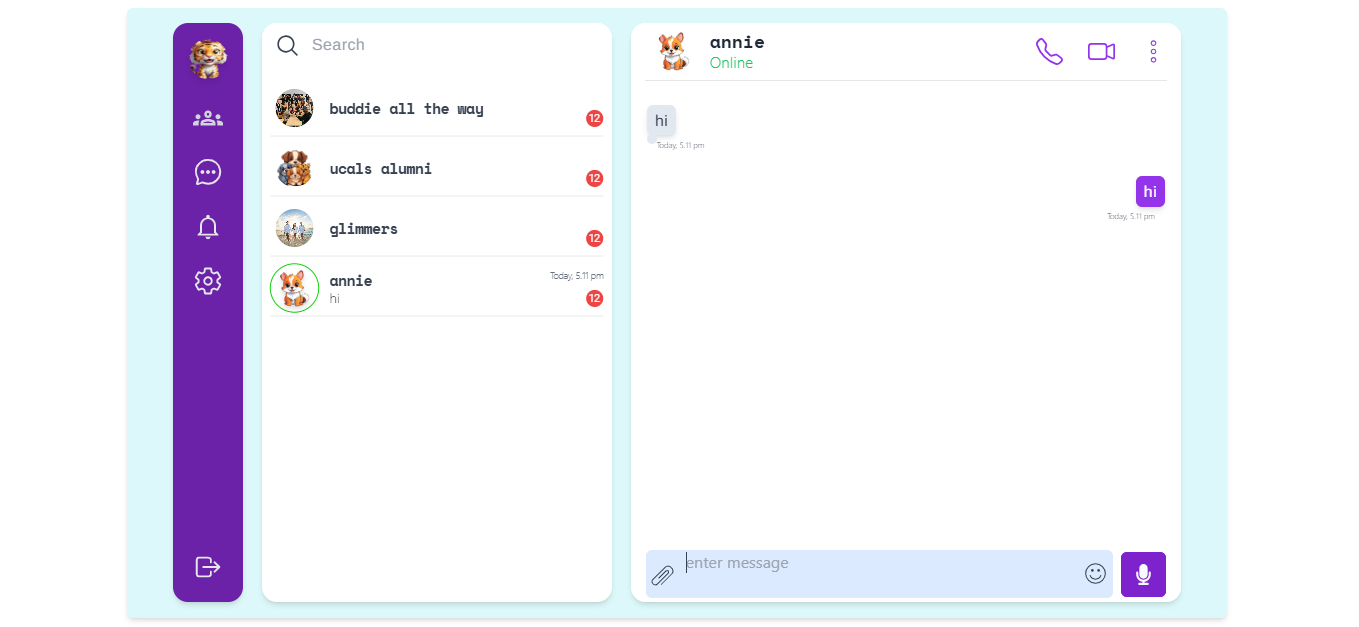 Search
buddie all the way
12
ucals alumni
12
glimmers
12
annie
Today, 5.11 pm
hi
12
annie
Online
hi
Today, 5.11 pm
hi
Today, 5.11 pm
enter message